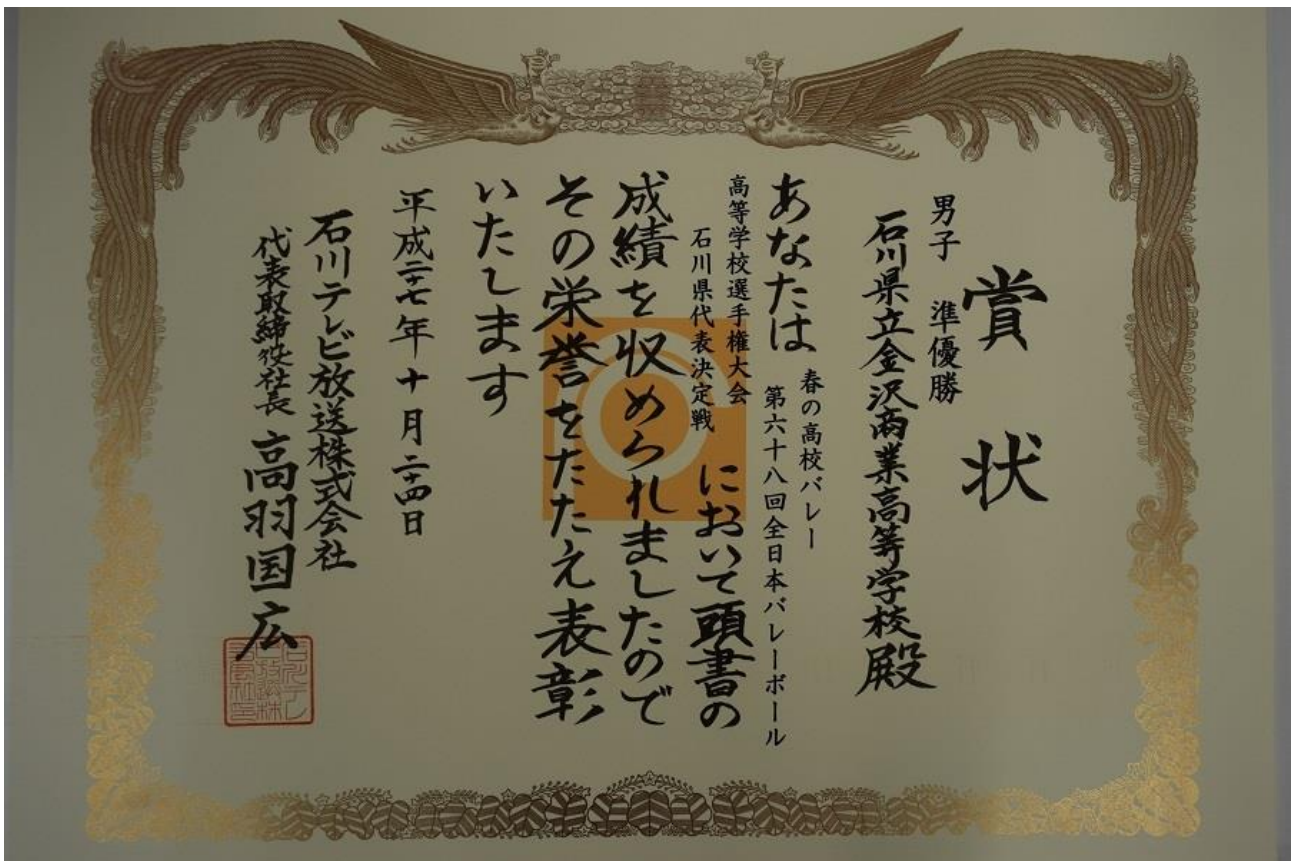 賞状
男子 準優勝
石川県立金沢商業高等学校殿
あなたは 春の高校バレー
第六十八回全日本バレーボール
高等学校選手権大会
石川県代表決定戦
において頭書の
成績を収められましたので
その栄誉をたたえ表彰
いたします
平成二十七年十月二十四日
石川テレビ放送株式会社
代表取締役社長 高羽国広